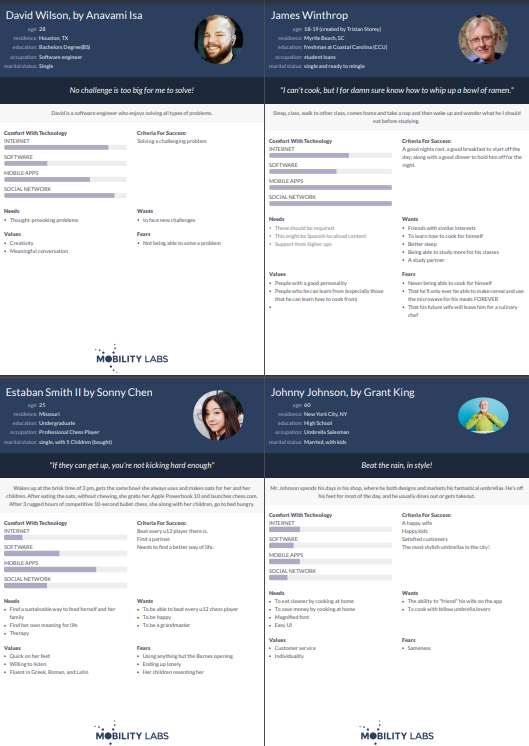 David Wilson, by Anavami Isa
age: 28
residence: Houston, TX
education: Bachelors Degree(BS)
occupation: Software engineer
marital status: Single
No challenge is too big for me to solve!
David is a software engineer who enjoys solving all types of problems.
Comfort With Technology
INTERNET
SOFTWARE
MOBILE APPS
SOCIAL NETWORK
Criteria For Success:
Solving a challenging problem
Needs
• Thought-provoking problems
Wants
• to face new challenges
Values
• Creativity
• Meaningful conversation
Fears
• Not being able to solve a problem
MOBILITY LABS
James Winthrop
age: 18-19 (created by Tristan Storey)
residence: Myrtle Beach, SC
education: freshman at Coastal Carolina (CCU)
occupation: student loans
marital status: single and ready to mingle
"I can't cook, but I for damn sure know how to whip up a bowl of ramen."
Sleep, class, walk to other class, comes home and take a nap and then wake up and wonder what he should
eat before studying.
Comfort With Technology
INTERNET
SOFTWARE
MOBILE APPS
SOCIAL NETWORK
Criteria For Success:
A good nights rest, a good breakfast to start off the
day, along with a good dinner to hold him off for the
night.
Needs
• These should be required
• This might be Spanish localized content
• Support from higher ups
Wants
• Friends with similar interests
• To learn how to cook for himself
• Better sleep
• Being able to study more for his classes
• A study partner
Values
• People with a good personality
• People who he can learn from (especially those
that he can learn how to cook from)
•
Fears
• Never being able to cook for himself
• That he'll only ever be able to make cereal and use
the microwave for his meals FOREVER
• That his future wife will leave him for a culinary
chef
Estaban Smith II by Sonny Chen
age: 25
residence: Missouri
education: Undergraduate
occupation: Professional Chess Player
marital status: single, with 5 Children (bought)
"If they can get up, you're not kicking hard enough"
Wakes up at the brisk time of 3 pm, gets the same bowl she always uses and makes oats for her and her
children. After eating the oats, without chewing, she grabs her Apple Powerbook 10 and launches chess.com.
After 3 rugged hours of competitive 10-second bullet chess, she along with her children, go to bed hungry.
Comfort With Technology
INTERNET
SOFTWARE
MOBILE APPS
SOCIAL NETWORK
Criteria For Success:
Beat every u12 player there is.
Find a partner.
Needs to find a better way of life.
Needs
• Find a sustainable way to feed herself and her
family
• Find her own meaning for life
• Therapy
Wants
• To be able to beat every u12 chess player
• To be happy
• To be a grandmaster
Values
• Quick on her feet
• Willing to listen
• Fluent in Greek, Roman, and Latin
Fears
• Using anything but the Barnes opening
• Ending up lonely
• Her children resenting her
MOBILITY LABS
Johnny Johnson, by Grant King
age: 60
residence: New York City, NY
education: High School
occupation: Umbrella Salesman
marital status: Married, with kids
Beat the rain, in style!
Mr. Johnson spends his days in his shop, where he both designs and markets his fantastical umbrellas. He's off
his feet for most of the day, and he usually dines out or gets takeout.
Comfort With Technology
INTERNET
SOFTWARE
MOBILE APPS
SOCIAL NETWORK
Criteria For Success:
A happy wife
Happy kids
Satisfied customers
The most stylish umbrellas in the city!
Needs
• To eat cleaner by cooking at home
• To save money by cooking at home
• Magnified font
• Easy UI
Wants
• The ability to "friend" his wife on the app
• To cook with fellow umbrella lovers
Values
• Customer service
• Individuality
Fears
• Sameness
MOBILITY LABS